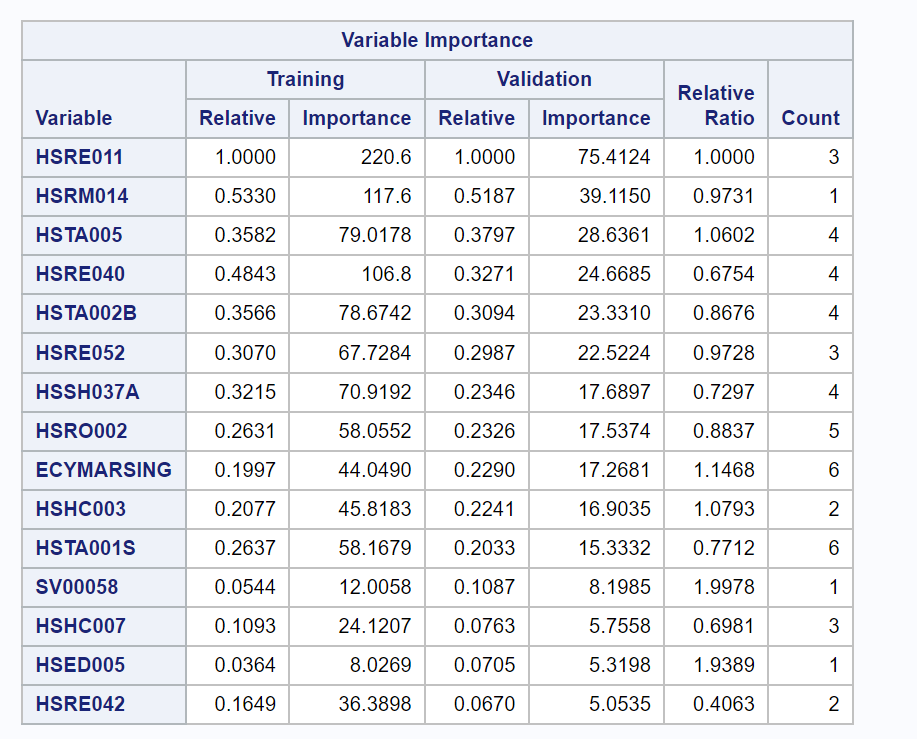 Variable Importance
Training Validation
Variable Relative Importance Relative Importance Relative Ratio Count
HSRE011 1.0000 220.6 1.0000 75.4124 1.0000 3
HSRM014 0.5330 117.6 0.5187 39.1150 0.9731 1
HSTA005 0.3582 79.0178 0.3797 28.6361 1.0602 4
HSRE040 0.4843 106.8 0.3271 24.6685 0.6754 4
HSTA002B 0.3566 78.6742 0.3094 23.3310 0.8676 4
HSRE052 0.3070 67.7284 0.2987 22.5224 0.9728 3
HSSH037A 0.3215 70.9192 0.2346 17.6897 0.7297 4
HSRO002 0.2631 58.0552 0.2326 17.5374 0.8837 5
ECYMARSING 0.1997 44.0490 0.2290 17.2681 1.1468 6
HSHC003 0.2077 45.8183 0.2241 16.9035 1.0793 2
HSTA001S 0.2637 58.1679 0.2033 15.3332 0.7712 6
SV00058 0.0544 12.0058 0.1087 8.1985 1.9978 1
HSHC007 0.1093 24.1207 0.0763 5.7558 0.6981 3
HSED005 0.0364 8.0269 0.0705 5.3198 1.9389 1
HSRE042 0.1649 36.3898 0.0670 5.0535 0.4063 2